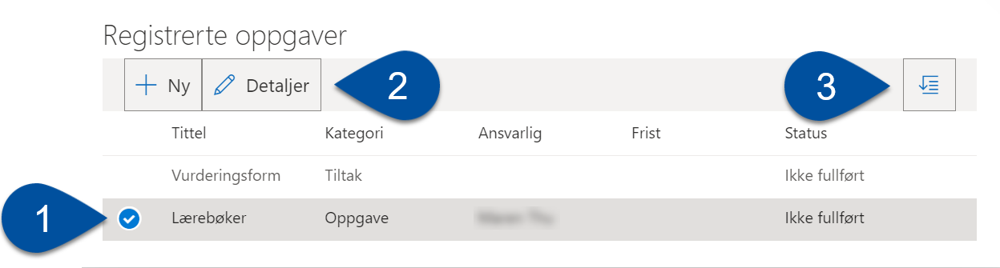 Registrerte oppgaver
Ny Detaljer 2 3
Tittel Kategori Ansvarlig Frist Status
Vurderingsform Tiltak Ikke fullført
1 Lærebøker Oppgave Ikke fullført